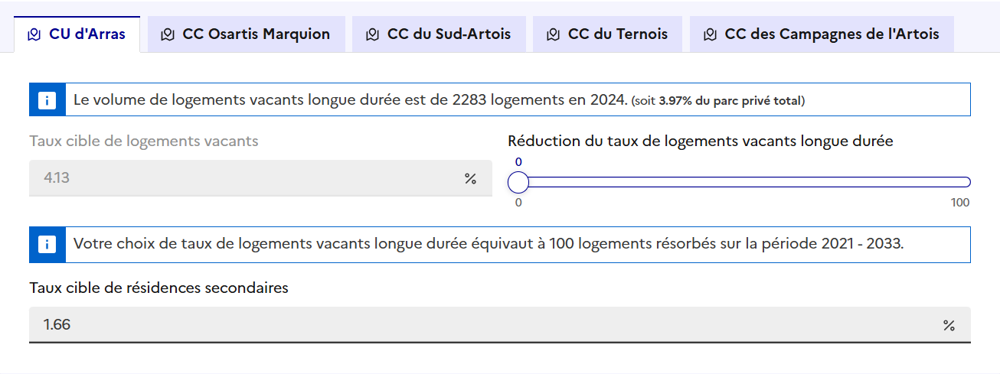 CU d'Arras CC Osartis Marquion CC du Sud-Artois CC du Ternois CC des Campagnes de l'Artois
Le volume de logements vacants longue durée est de 2283 logements en 2024. (soit 3.97% du parc privé total)
Taux cible de logements vacants
4.13 %
Réduction du taux de logements vacants longue durée
0
0 100
Votre choix de taux de logements vacants longue durée équivaut à 100 logements résorbés sur la période 2021 - 2033.
Taux cible de résidences secondaires
1.66 %